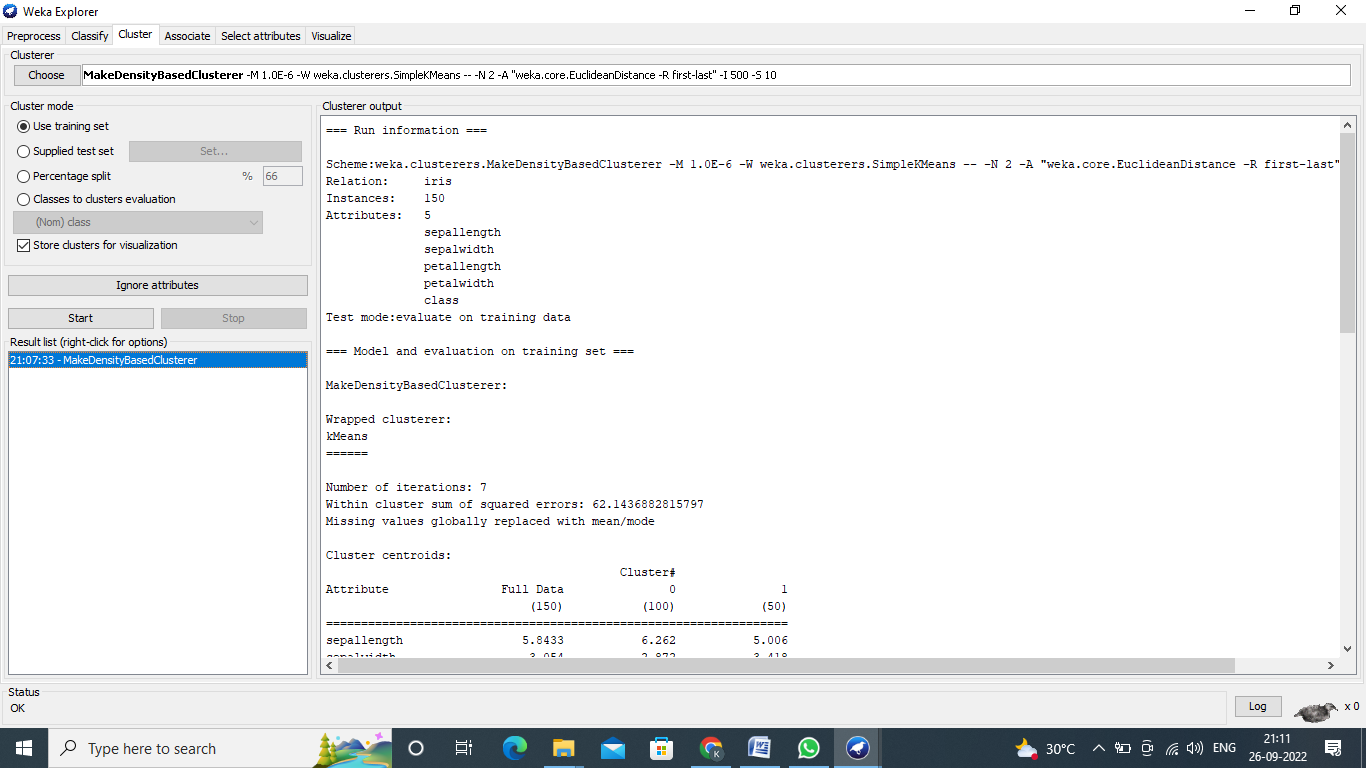 Weka Explorer
Preprocess Classify Cluster Associate Select attributes Visualize
Clusterer
Choose MakeDensityBasedClusterer -M 1.0E-6 -W weka.clusterers.SimpleKMeans -- -N 2 -A "weka.core.EuclideanDistance -R first-last" -I 500 -S 10
Cluster mode
Use training set
Supplied test set Set...
Percentage split % 66
Classes to clusters evaluation
(Nom) class
Store clusters for visualization
Ignore attributes
Start Stop
Result list (right-click for options)
21:07:33 - MakeDensityBasedClusterer
Clusterer output
=== Run information ===
Scheme:weka.clusterers.MakeDensityBasedClusterer -M 1.0E-6 -W weka.clusterers.SimpleKMeans -- -N 2 -A "weka.core.EuclideanDistance -R first-last"
Relation: iris
Instances: 150
Attributes: 5
sepallength
sepalwidth
petallength
petalwidth
class
Test mode:evaluate on training data
=== Model and evaluation on training set ===
MakeDensityBasedClusterer:
Wrapped clusterer:
kMeans
======
Number of iterations: 7
Within cluster sum of squared errors: 62.1436882815797
Missing values globally replaced with mean/mode
Cluster centroids:
Cluster#
Attribute Full Data 0 1
(150) (100) (50)
==================================================================
sepallength 5.8433 6.262 5.006
sepalwidth 3.054 2.872 3.418
Status
OK
Log x 0
Type here to search
30°C ENG 21:11
26-09-2022